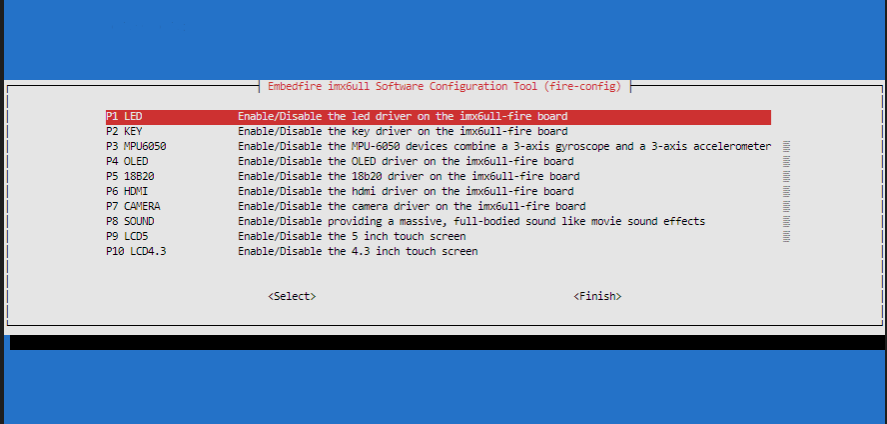 Embedfire imx6ull Software Configuration Tool (fire-config)
P1 LED Enable/Disable the led driver on the imx6ull-fire board
P2 KEY Enable/Disable the key driver on the imx6ull-fire board
P3 MPU6050 Enable/Disable the MPU-6050 devices combine a 3-axis gyroscope and a 3-axis accelerometer
P4 OLED Enable/Disable the OLED driver on the imx6ull-fire board
P5 18B20 Enable/Disable the 18b20 driver on the imx6ull-fire board
P6 HDMI Enable/Disable the hdmi driver on the imx6ull-fire board
P7 CAMERA Enable/Disable the camera driver on the imx6ull-fire board
P8 SOUND Enable/Disable providing a massive, full-bodied sound like movie sound effects
P9 LCD5 Enable/Disable the 5 inch touch screen
P10 LCD4.3 Enable/Disable the 4.3 inch touch screen
<Select> <Finish>